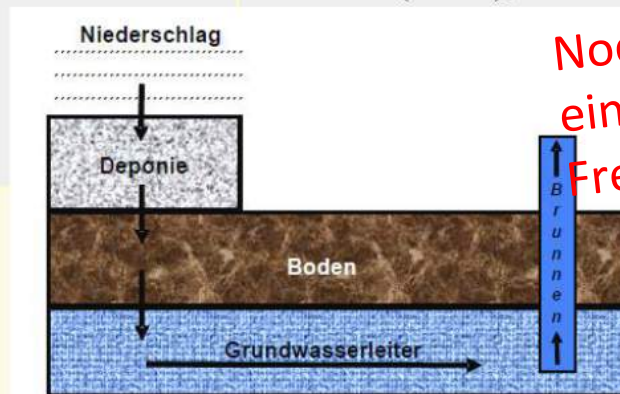 Niederschlag
Deponie
Boden
Grundwasserleiter
Brunnen